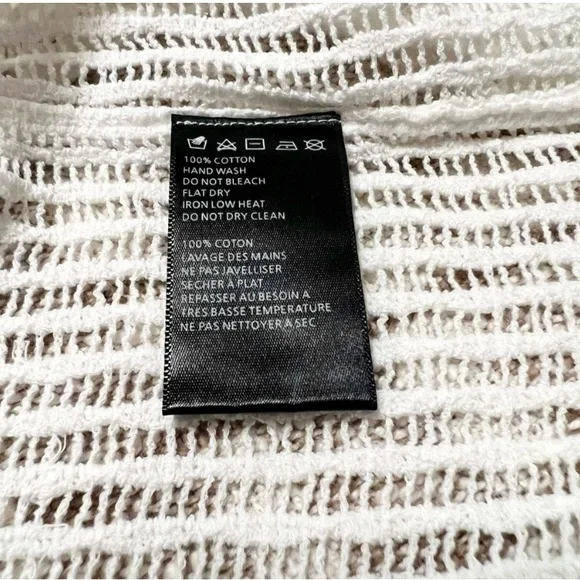 100% COTTON
HAND WASH
DO NOT BLEACH
FLAT DRY
IRON LOW HEAT
DO NOT DRY CLEAN
100% COTON
LAVAGE DES MAINS
NE PAS JAVELLISER
SECHER À PLAT
REPASSER AU BESOIN À
TRES BASSE TEMPERATURE
NE PAS NETTOYER À SEC